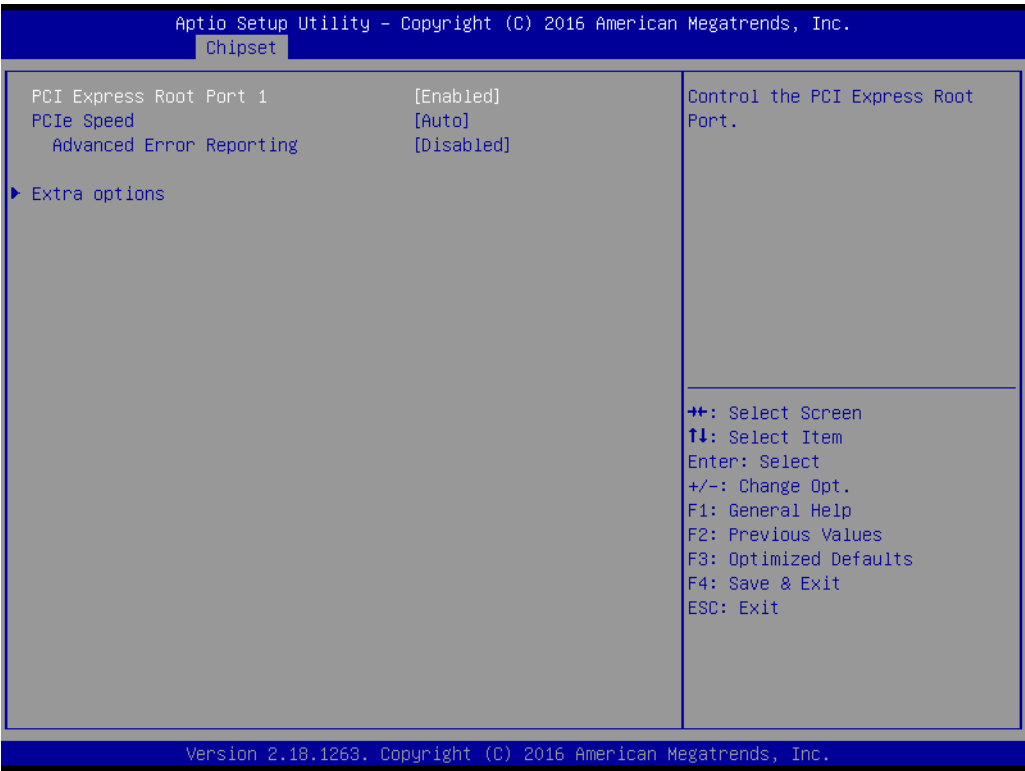 Aptio Setup Utility – Copyright (C) 2016 American Megatrends, Inc.
Chipset
PCI Express Root Port 1 [Enabled]
PCIe Speed [Auto]
Advanced Error Reporting [Disabled]
Extra options
Control the PCI Express Root
Port.
→←: Select Screen
↑↓: Select Item
Enter: Select
+/-: Change Opt.
F1: General Help
F2: Previous Values
F3: Optimized Defaults
F4: Save & Exit
ESC: Exit
Version 2.18.1263. Copyright (C) 2016 American Megatrends, Inc.